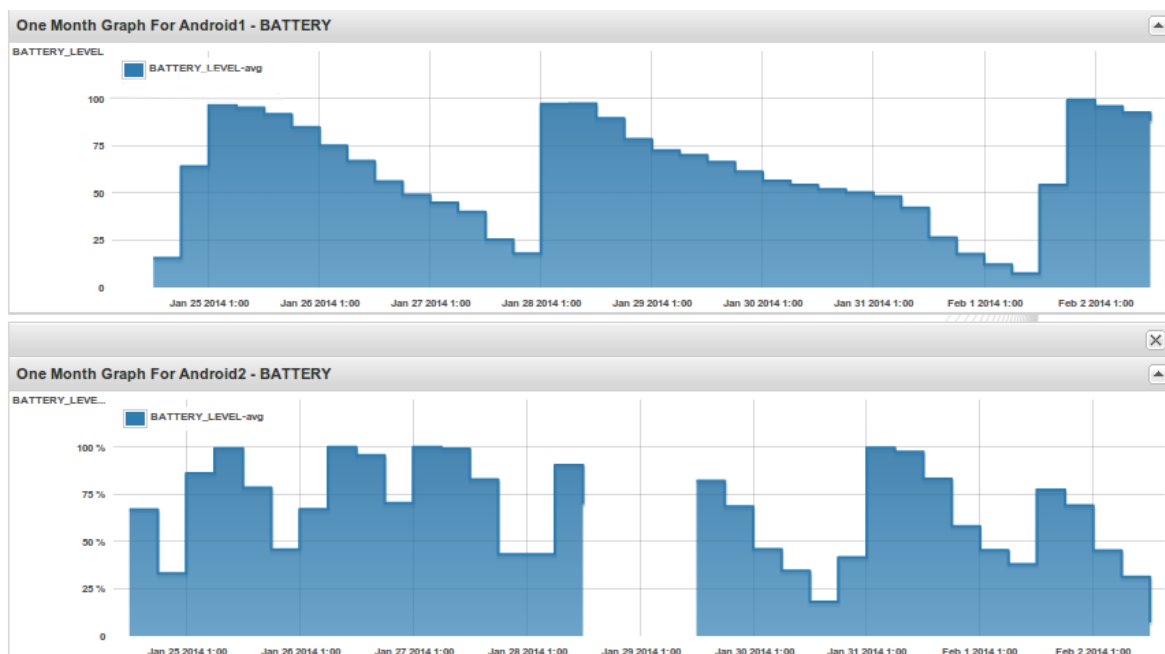 One Month Graph For Android1 - BATTERY
BATTERY_LEVEL
BATTERY_LEVEL-avg
100
75
50
25
0
Jan 25 2014 1:00 Jan 26 2014 1:00 Jan 27 2014 1:00 Jan 28 2014 1:00 Jan 29 2014 1:00 Jan 30 2014 1:00 Jan 31 2014 1:00 Feb 1 2014 1:00 Feb 2 2014 1:00
One Month Graph For Android2 - BATTERY
BATTERY_LEVE...
BATTERY_LEVEL-avg
100 %
75 %
50 %
25 %
0
Jan 25 2014 1:00 Jan 26 2014 1:00 Jan 27 2014 1:00 Jan 28 2014 1:00 Jan 29 2014 1:00 Jan 30 2014 1:00 Jan 31 2014 1:00 Feb 1 2014 1:00 Feb 2 2014 1:00